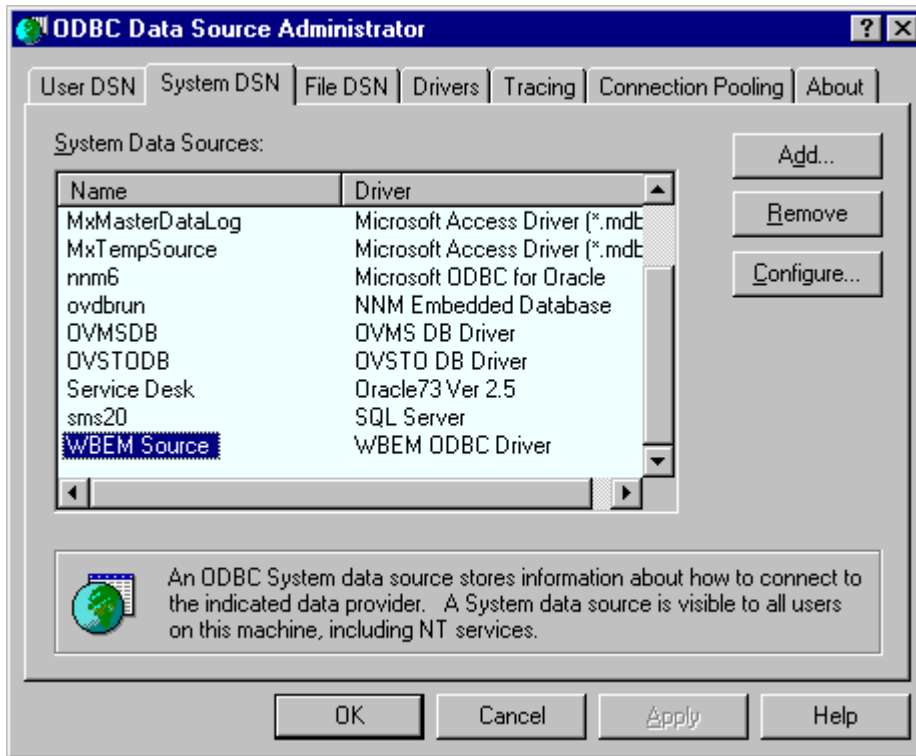 ODBC Data Source Administrator
User DSN System DSN File DSN Drivers Tracing Connection Pooling About
System Data Sources:
Add...
Name Driver
MxMasterDataLog Microsoft Access Driver (*.mdb
MxTempSource Microsoft Access Driver (*.mdb
Remove
nnm6 Microsoft ODBC for Oracle
Configure...
ovdbrun NNM Embedded Database
OVMSDB OVMS DB Driver
OVSTODB OVSTO DB Driver
Service Desk Oracle73 Ver 2.5
sms20 SQL Server
WBEM Source WBEM ODBC Driver
An ODBC System data source stores information about how to connect to
the indicated data provider. A System data source is visible to all users
on this machine, including NT services.
OK Cancel Apply Help